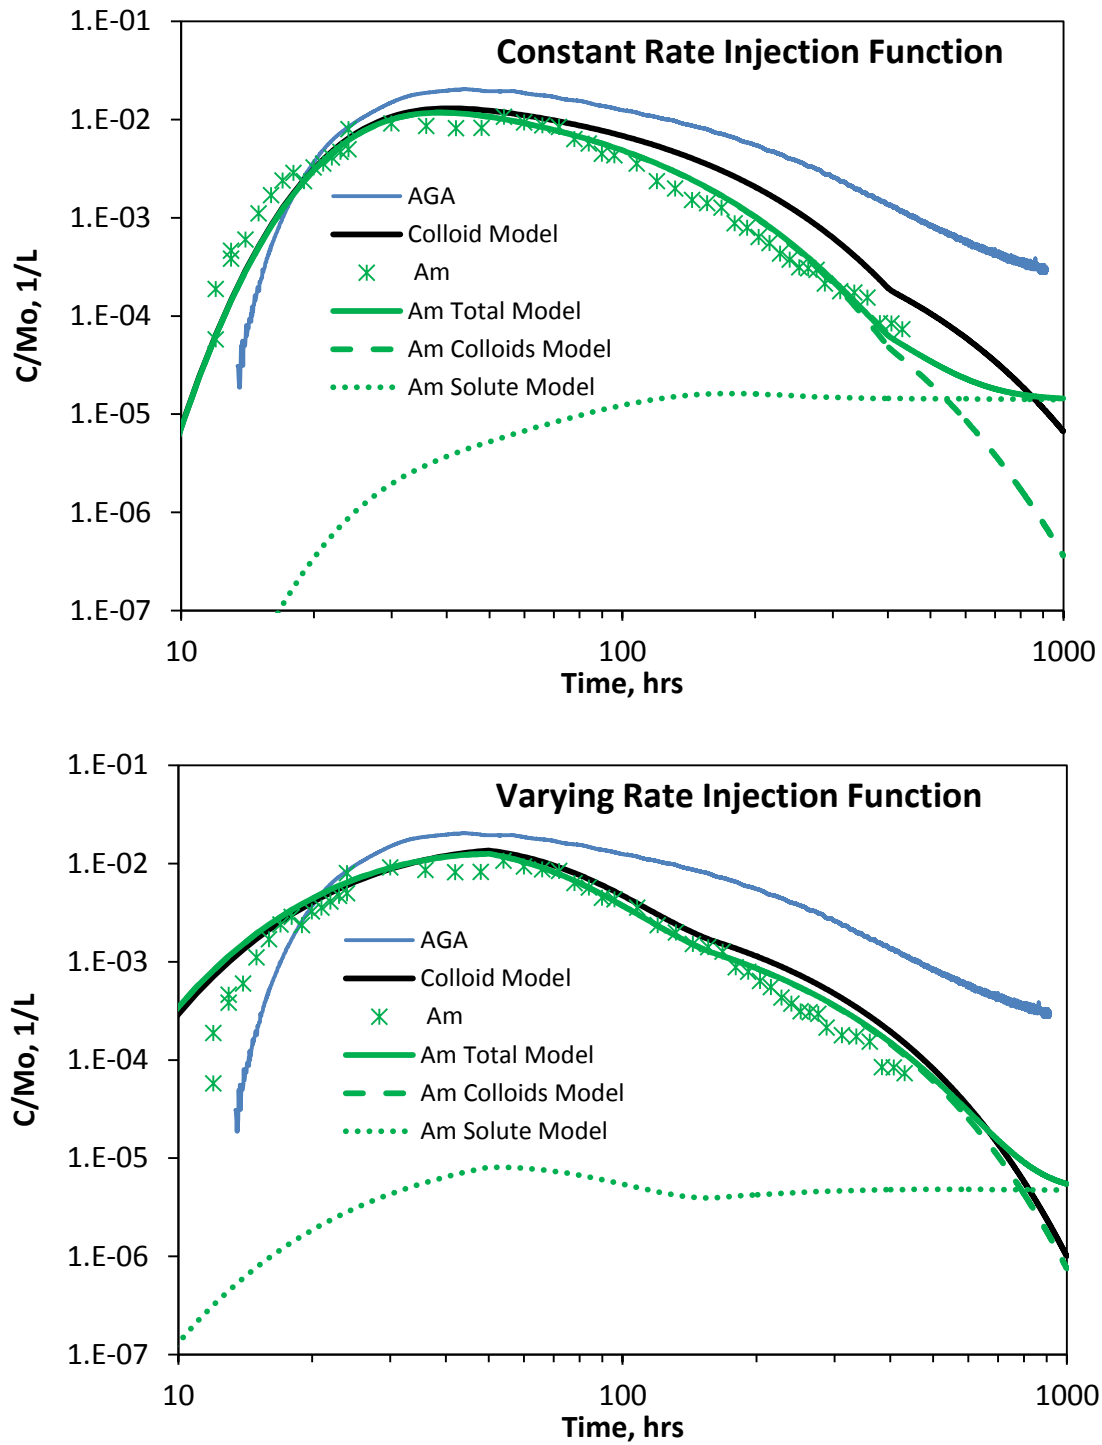 Constant Rate Injection Function
C/Mo, 1/L
1.E-01
1.E-02
1.E-03
1.E-04
1.E-05
1.E-06
1.E-07
AGA
Colloid Model
Am
Am Total Model
Am Colloids Model
Am Solute Model
10
100
1000
Time, hrs
Varying Rate Injection Function
C/Mo, 1/L
1.E-01
1.E-02
1.E-03
1.E-04
1.E-05
1.E-06
1.E-07
AGA
Colloid Model
Am
Am Total Model
Am Colloids Model
Am Solute Model
10
100
1000
Time, hrs